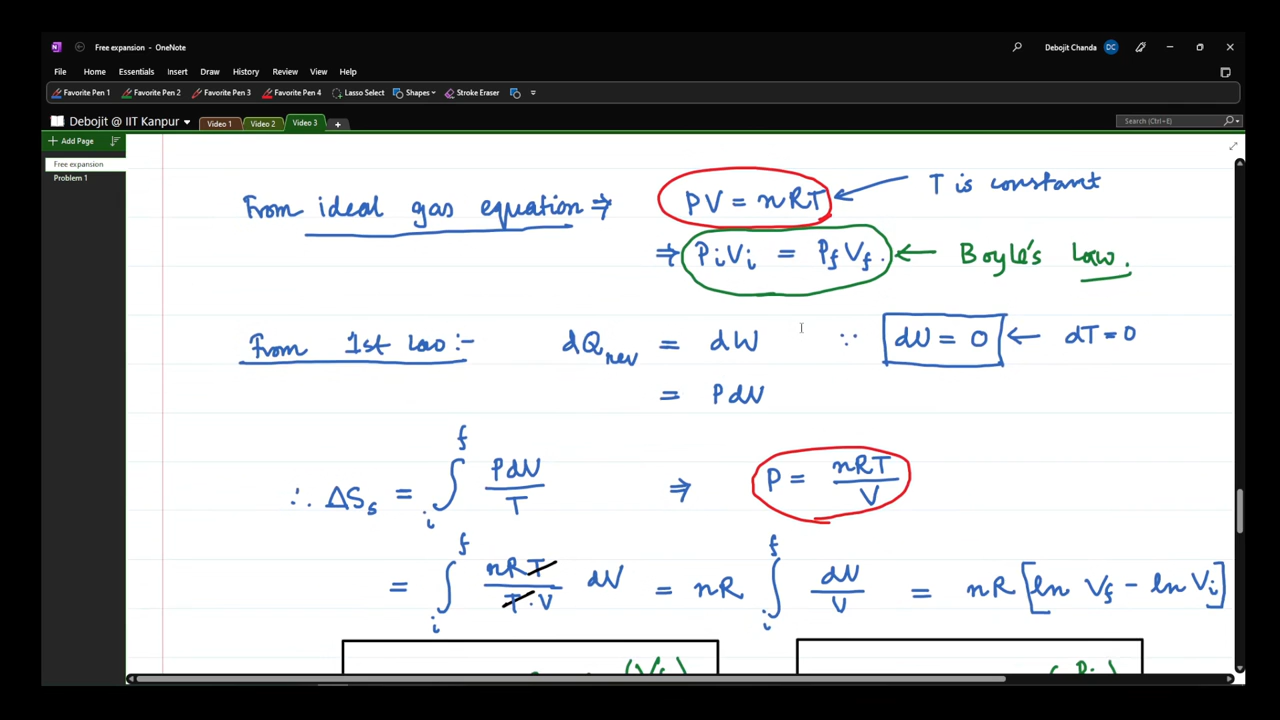 Free expansion - OneNote
Debojit Chanda DC
File Home Essentials Insert Draw History Review View Help
Favorite Pen 1 Favorite Pen 2 Favorite Pen 3 Favorite Pen 4 Lasso Select Shapes Stroke Eraser
Debojit @ IIT Kanpur Video 1 Video 2 Video 3 + Search (Ctrl+E)
+ Add Page
Free expansion
Problem 1
From ideal gas equation ⇒ PV = nRT ← T is constant
⇒ PiVi = PfVf. ← Boyle's law.
From 1st law :- dQrev = dW ∵ dU = 0 ← dT = 0
= PdV
∴ ΔSs = ∫i^f PdV/T ⇒ P = nRT/V
= ∫i^f nRT/T·V dV = nR ∫i^f dV/V = nR [ln Vf - ln Vi]